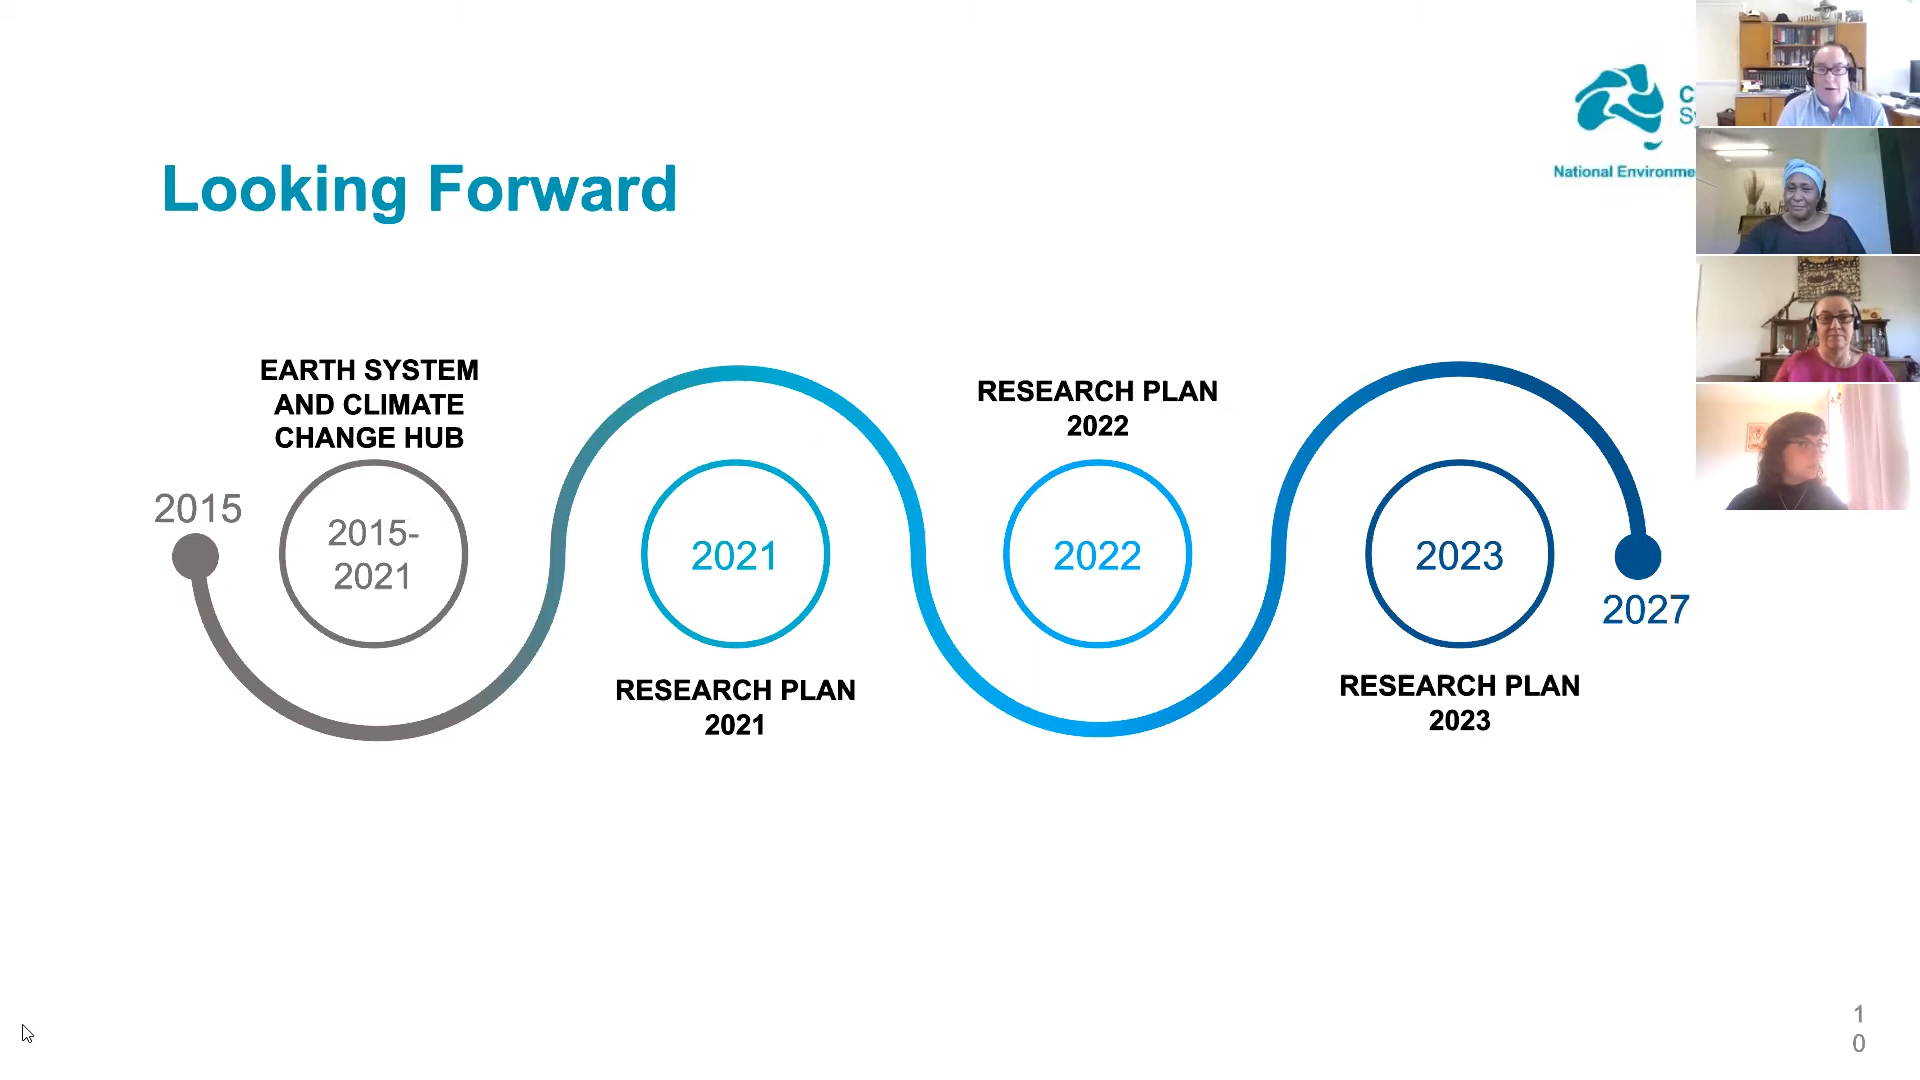 Looking Forward
National Environme
EARTH SYSTEM
AND CLIMATE
CHANGE HUB
2015
2015-
2021
2021
RESEARCH PLAN
2021
RESEARCH PLAN
2022
2022
2023
RESEARCH PLAN
2023
2027
1
0